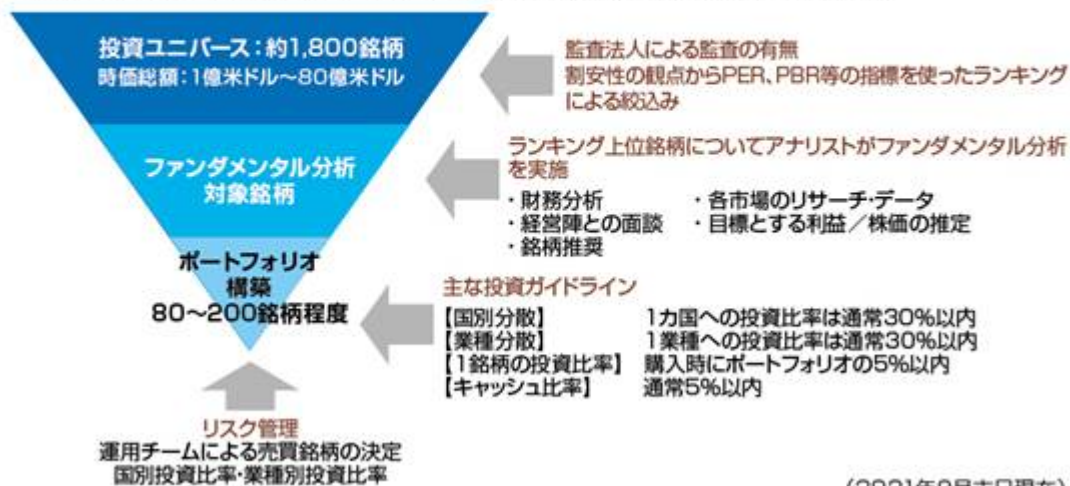 投資ユニバース：約1,800銘柄
時価総額：1億米ドル〜80億米ドル
監査法人による監査の有無
割安性の観点からPER、PBR等の指標を使ったランキング
による絞込み
ファンダメンタル分析
対象銘柄
ランキング上位銘柄についてアナリストがファンダメンタル分析
を実施
・財務分析 ・各市場のリサーチ・データ
・経営陣との面談 ・目標とする利益／株価の推定
・銘柄推奨
ポートフォリオ
構築
80〜200銘柄程度
主な投資ガイドライン
【国別分散】 1カ国への投資比率は通常30％以内
【業種分散】 1業種への投資比率は通常30％以内
【1銘柄の投資比率】 購入時にポートフォリオの5％以内
【キャッシュ比率】 通常5％以内
リスク管理
運用チームによる売買銘柄の決定
国別投資比率・業種別投資比率